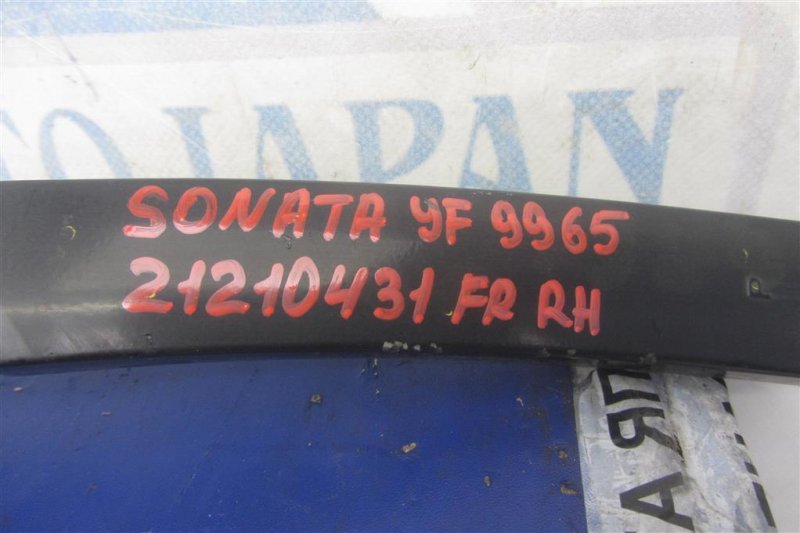 JAPAN
SONATA YF 9965
21210431 FR RH